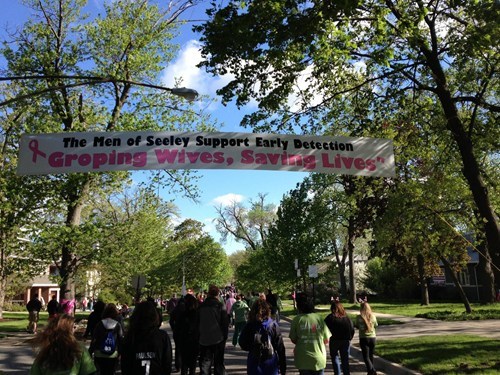 The Men of Seeley Support Early Detection
Groping Wives, Saving Lives"